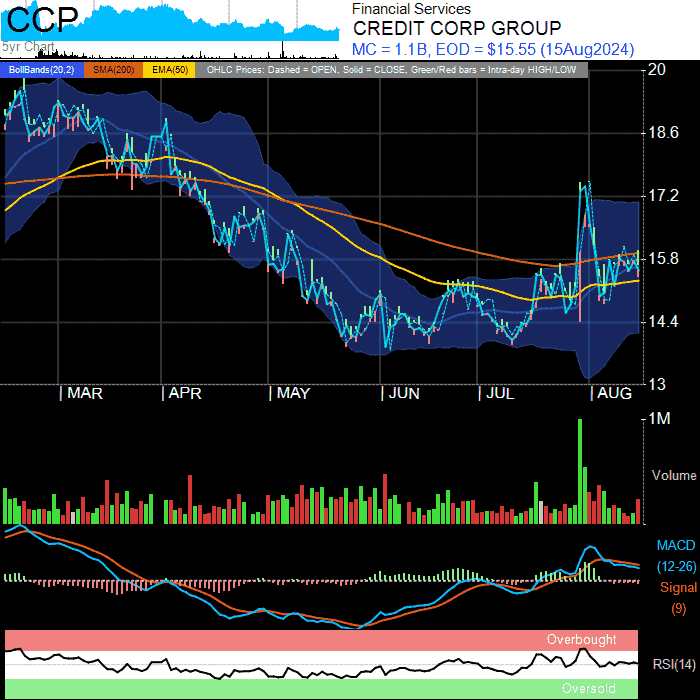 CCP
5yr Chart
Financial Services
CREDIT CORP GROUP
MC = 1.1B, EOD = $15.55 (15Aug2024)
BollBands(20,2) SMA(200) EMA(50) OHLC Prices: Dashed = OPEN, Solid = CLOSE, Green/Red bars = Intra-day HIGH/LOW
20
18.6
17.2
15.8
14.4
13
| MAR | APR | MAY | JUN | JUL | AUG
1M
Volume
MACD
(12-26)
Signal
(9)
Overbought
RSI(14)
Oversold